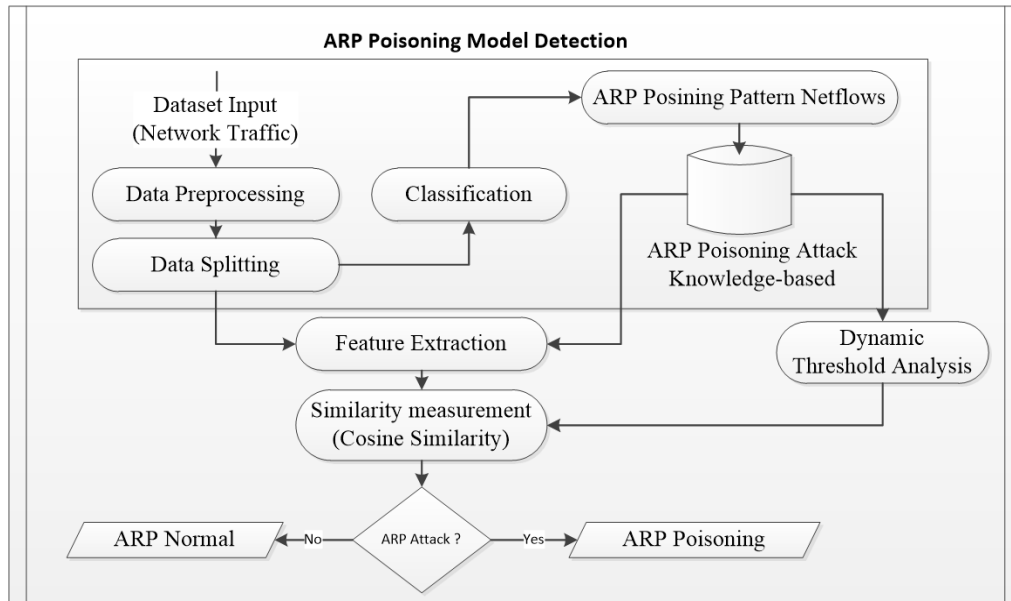 ARP Poisoning Model Detection
Dataset Input
(Network Traffic)
ARP Posining Pattern Netflows
Data Preprocessing
Classification
Data Splitting
ARP Poisoning Attack
Knowledge-based
Feature Extraction
Dynamic
Threshold Analysis
Similarity measurement
(Cosine Similarity)
ARP Normal
No
ARP Attack ?
Yes
ARP Poisoning